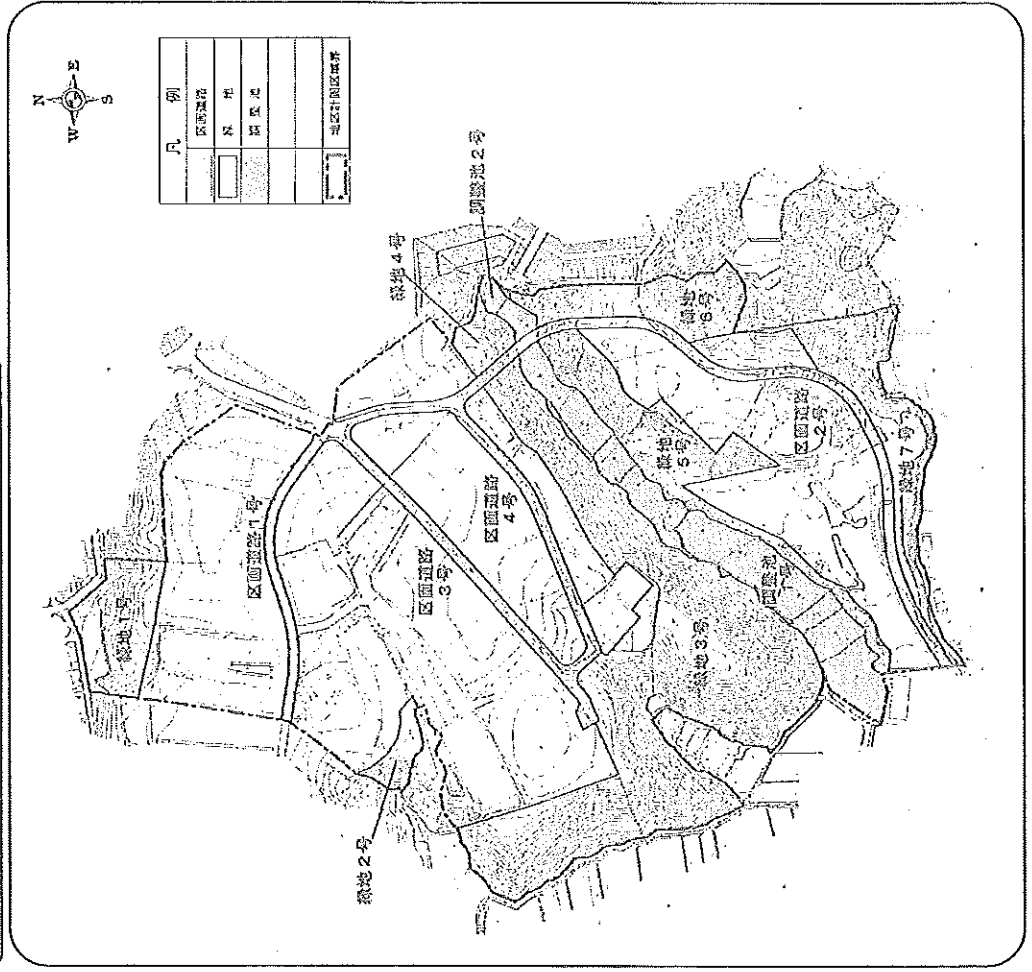 N
W
E
S
凡 例
区画道路
緑 地
調整池
地区計画区域界
緑地1号
区画道路1号
緑地2号
区画道路
3号
区画道路
4号
緑地4号
調整池2号
緑地
6号
緑地
5号
区画道路
2号
緑地7号
調整池
1号
緑地3号